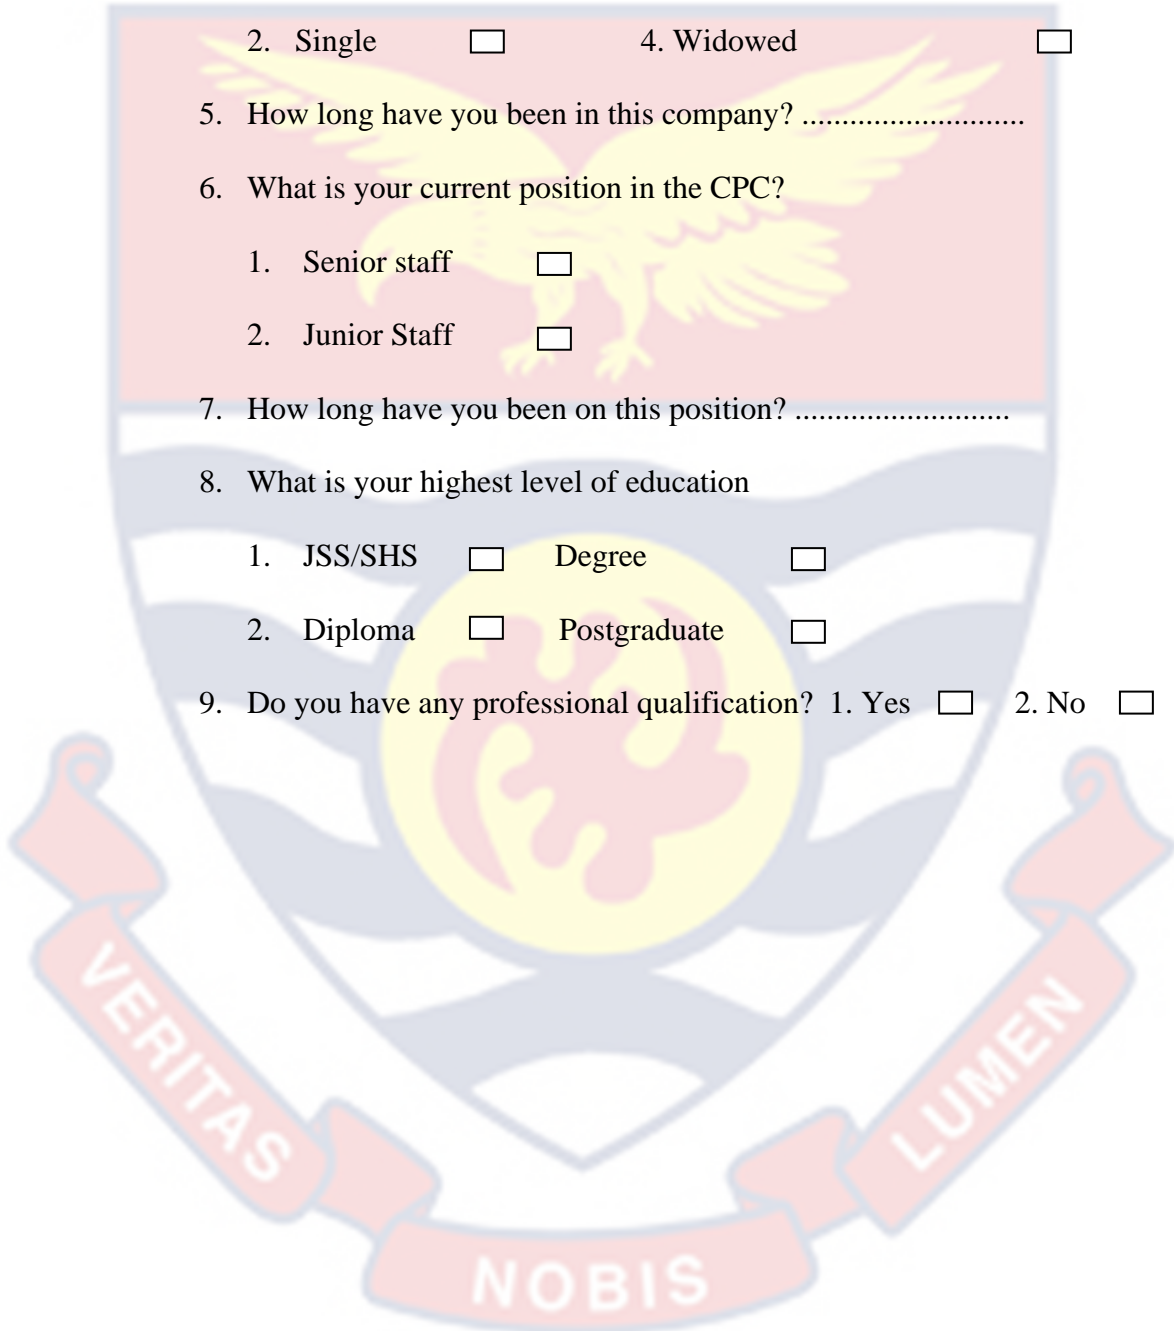 2. Single ☐ 4. Widowed ☐
5. How long have you been in this company? ............................
6. What is your current position in the CPC?
1. Senior staff ☐
2. Junior Staff ☐
7. How long have you been on this position? ...........................
8. What is your highest level of education
1. JSS/SHS ☐ Degree ☐
2. Diploma ☐ Postgraduate ☐
9. Do you have any professional qualification? 1. Yes ☐ 2. No ☐
VERITAS
NOBIS
LUMEN